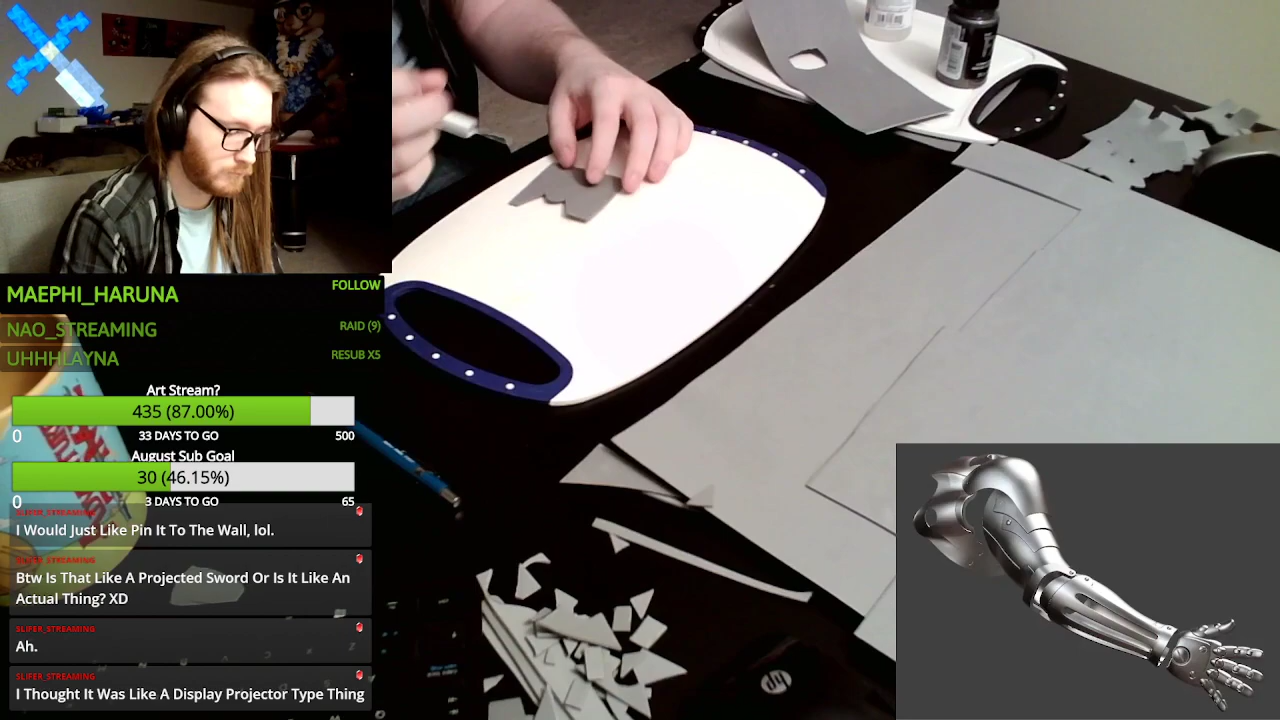 MAEPHI_HARUNA
FOLLOW
NAO_STREAMING
RAID (9)
UHHHLAYNA
RESUB X5
Art Stream?
435 (87.00%)
0
33 DAYS TO GO
500
August Sub Goal
30 (46.15%)
0
3 DAYS TO GO
65
SLIFER_STREAMING
I Would Just Like Pin It To The Wall, lol.
SLIFER_STREAMING
Btw Is That Like A Projected Sword Or Is It Like An
Actual Thing? XD
SLIFER_STREAMING
Ah.
SLIFER_STREAMING
I Thought It Was Like A Display Projector Type Thing
hp